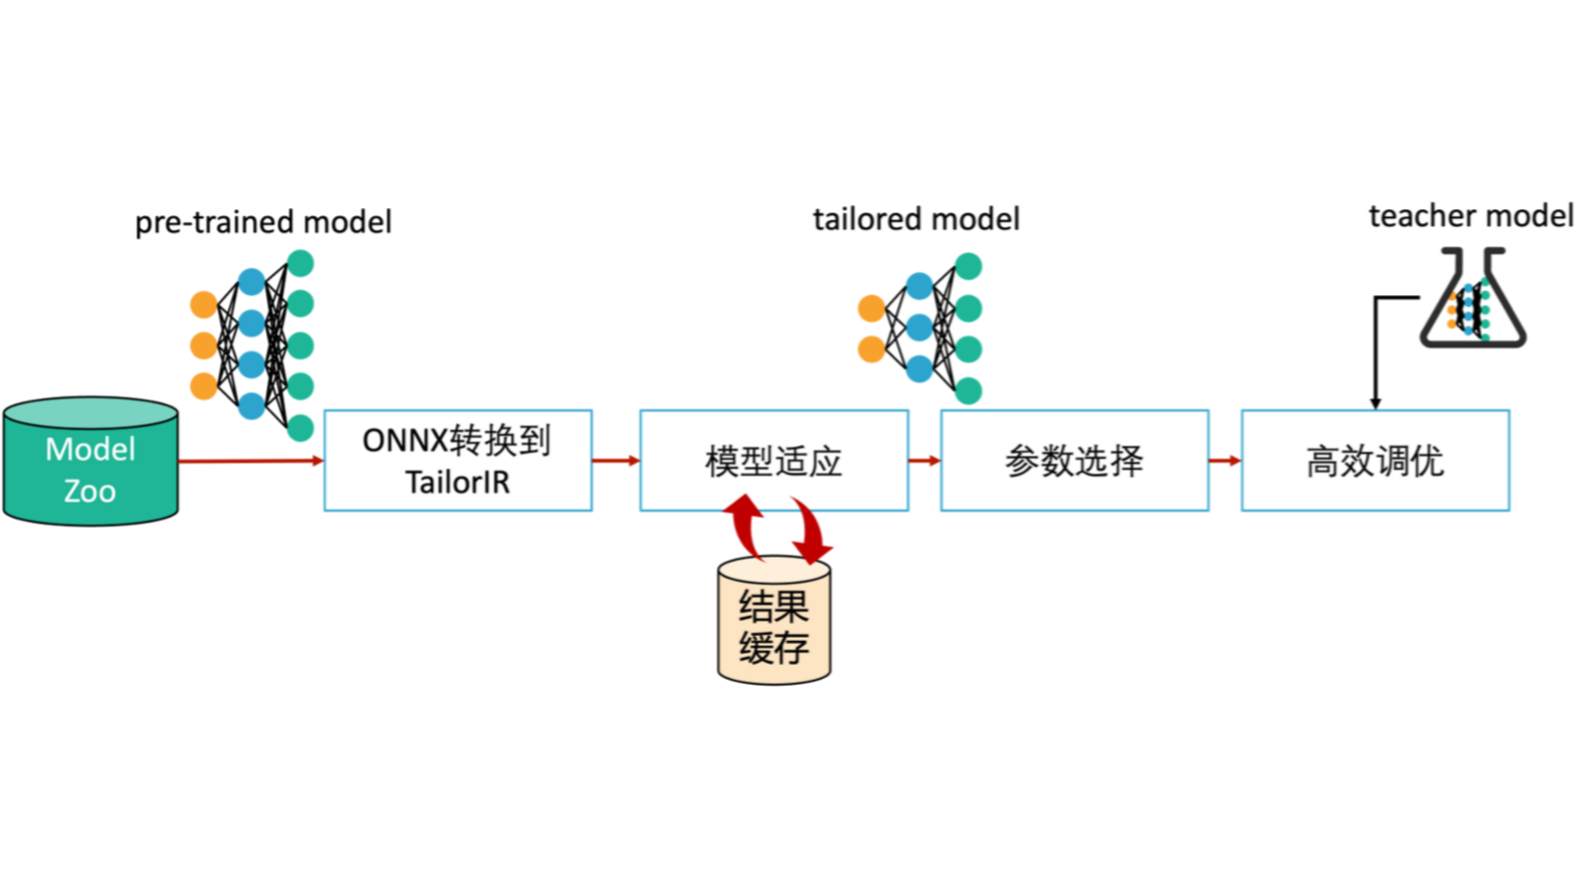 pre-trained model
tailored model
teacher model
Model
Zoo
ONNX转换到
TailorIR
模型适应
参数选择
高效调优
结果
缓存